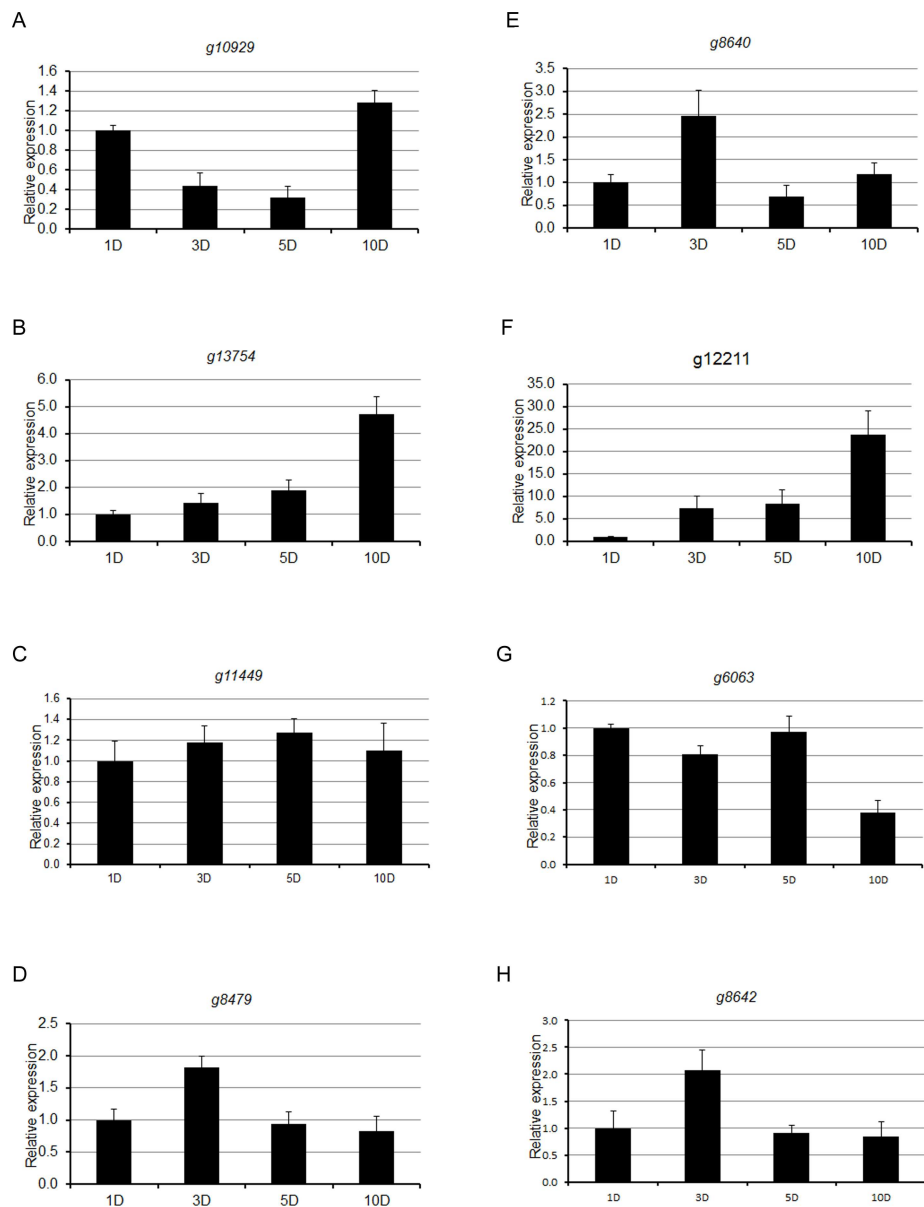 A
g10929
Relative expression
1.6
1.4
1.2
1.0
0.8
0.6
0.4
0.2
0.0
1D 3D 5D 10D
B
g13754
Relative expression
6.0
5.0
4.0
3.0
2.0
1.0
0.0
1D 3D 5D 10D
C
g11449
Relative expression
1.6
1.4
1.2
1.0
0.8
0.6
0.4
0.2
0.0
1D 3D 5D 10D
D
g8479
Relative expression
2.5
2.0
1.5
1.0
0.5
0.0
1D 3D 5D 10D
E
g8640
Relative expression
3.5
3.0
2.5
2.0
1.5
1.0
0.5
0.0
1D 3D 5D 10D
F
g12211
Relative expression
35.0
30.0
25.0
20.0
15.0
10.0
5.0
0.0
1D 3D 5D 10D
G
g6063
Relative expression
1.2
1.0
0.8
0.6
0.4
0.2
0.0
1D 3D 5D 10D
H
g8642
Relative expression
3.0
2.5
2.0
1.5
1.0
0.5
0.0
1D 3D 5D 10D